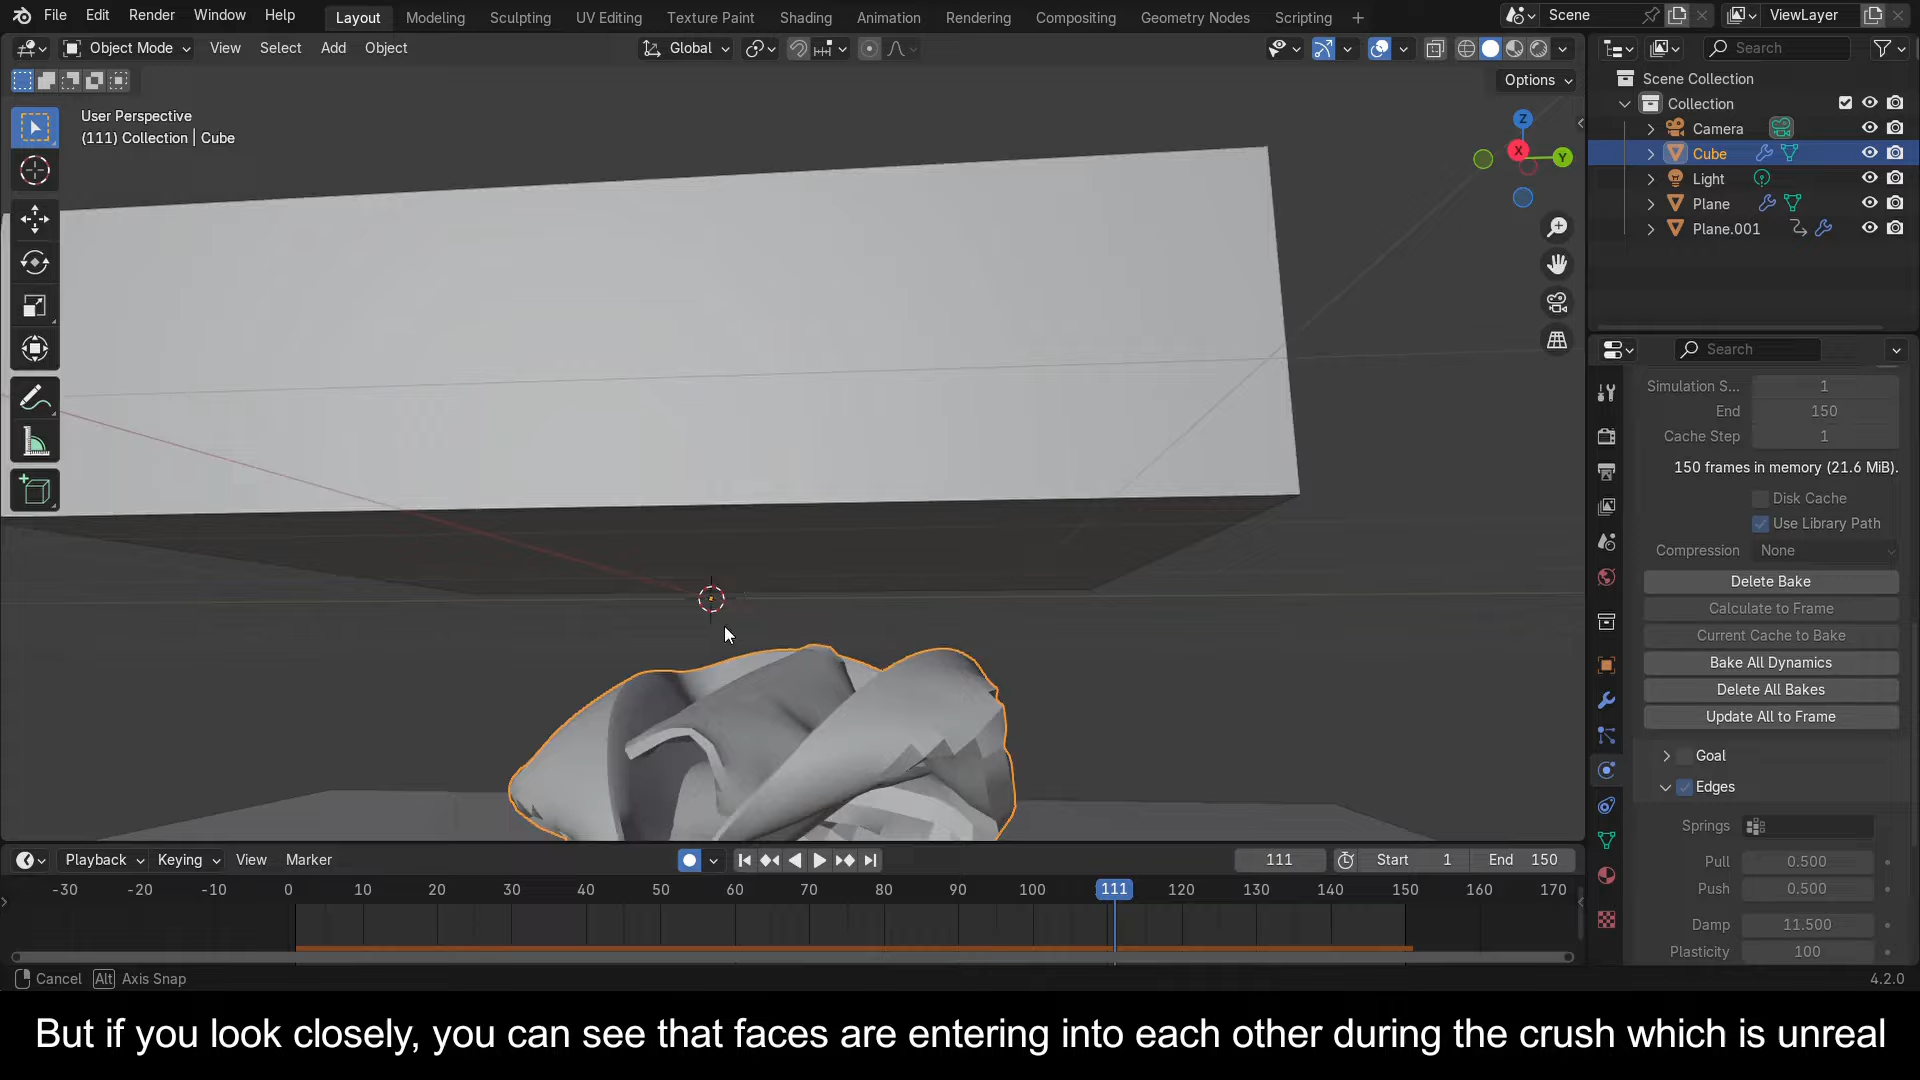 File Edit Render Window Help Layout Modeling Sculpting UV Editing Texture Paint Shading Animation Rendering Compositing Geometry Nodes Scripting + Scene ViewLayer
Object Mode View Select Add Object Global Search
Options
User Perspective
(111) Collection | Cube
Z
X
Y
Scene Collection
Collection
Camera
Cube
Light
Plane
Plane.001
Search
Simulation S... 1
End 150
Cache Step 1
150 frames in memory (21.6 MiB).
Disk Cache
Use Library Path
Compression None
Delete Bake
Calculate to Frame
Current Cache to Bake
Bake All Dynamics
Delete All Bakes
Update All to Frame
Goal
Edges
Springs
Pull 0.500
Push 0.500
Damp 11.500
Plasticity 100
Playback Keying View Marker 111 Start 1 End 150
-30 -20 -10 0 10 20 30 40 50 60 70 80 90 100 111 120 130 140 150 160 170
Cancel Alt Axis Snap 4.2.0
But if you look closely, you can see that faces are entering into each other during the crush which is unreal